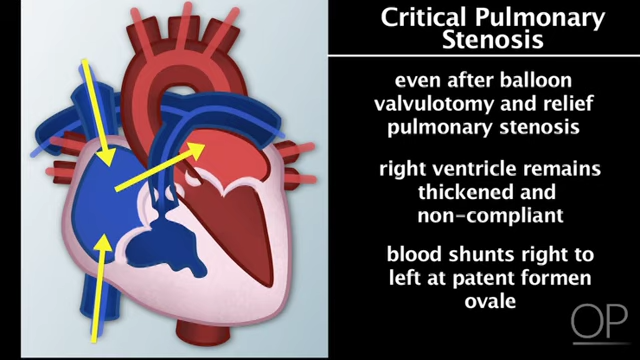 Critical Pulmonary
Stenosis
even after balloon
valvulotomy and relief
pulmonary stenosis
right ventricle remains
thickened and
non-compliant
blood shunts right to
left at patent formen
ovale
OP